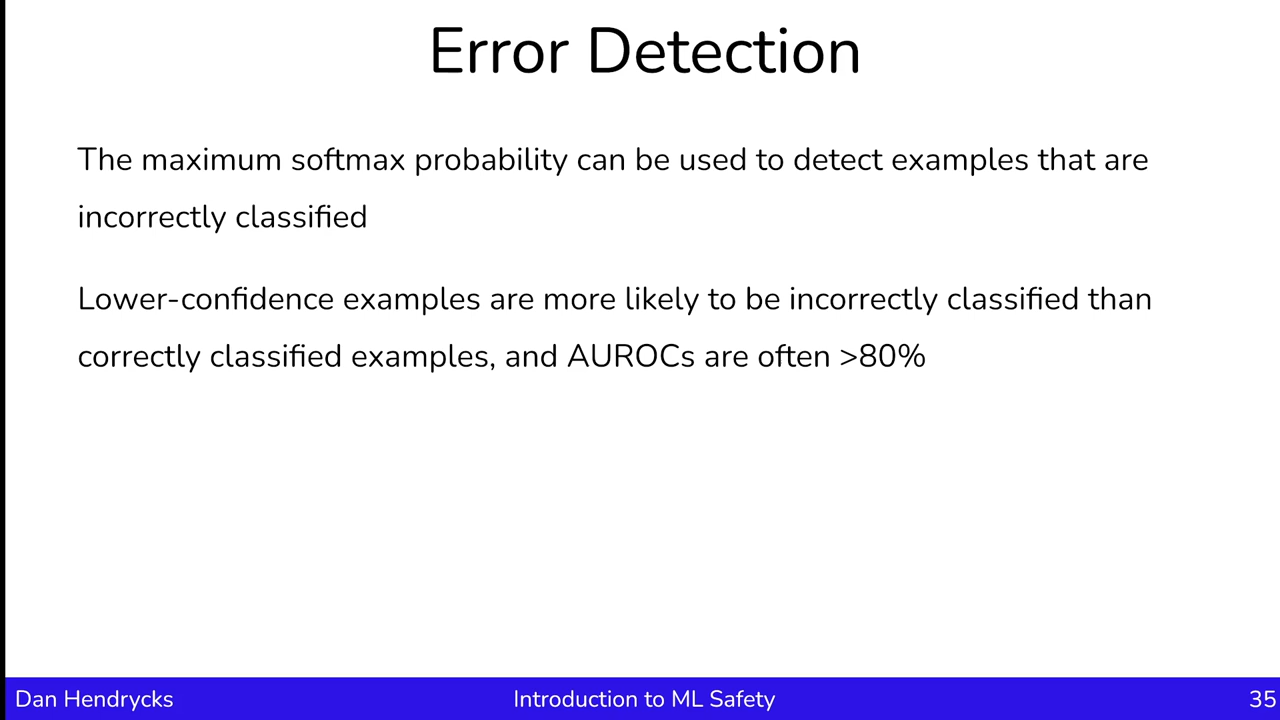 Error Detection
The maximum softmax probability can be used to detect examples that are
incorrectly classified
Lower-confidence examples are more likely to be incorrectly classified than
correctly classified examples, and AUROCs are often >80%
Dan Hendrycks
Introduction to ML Safety
35